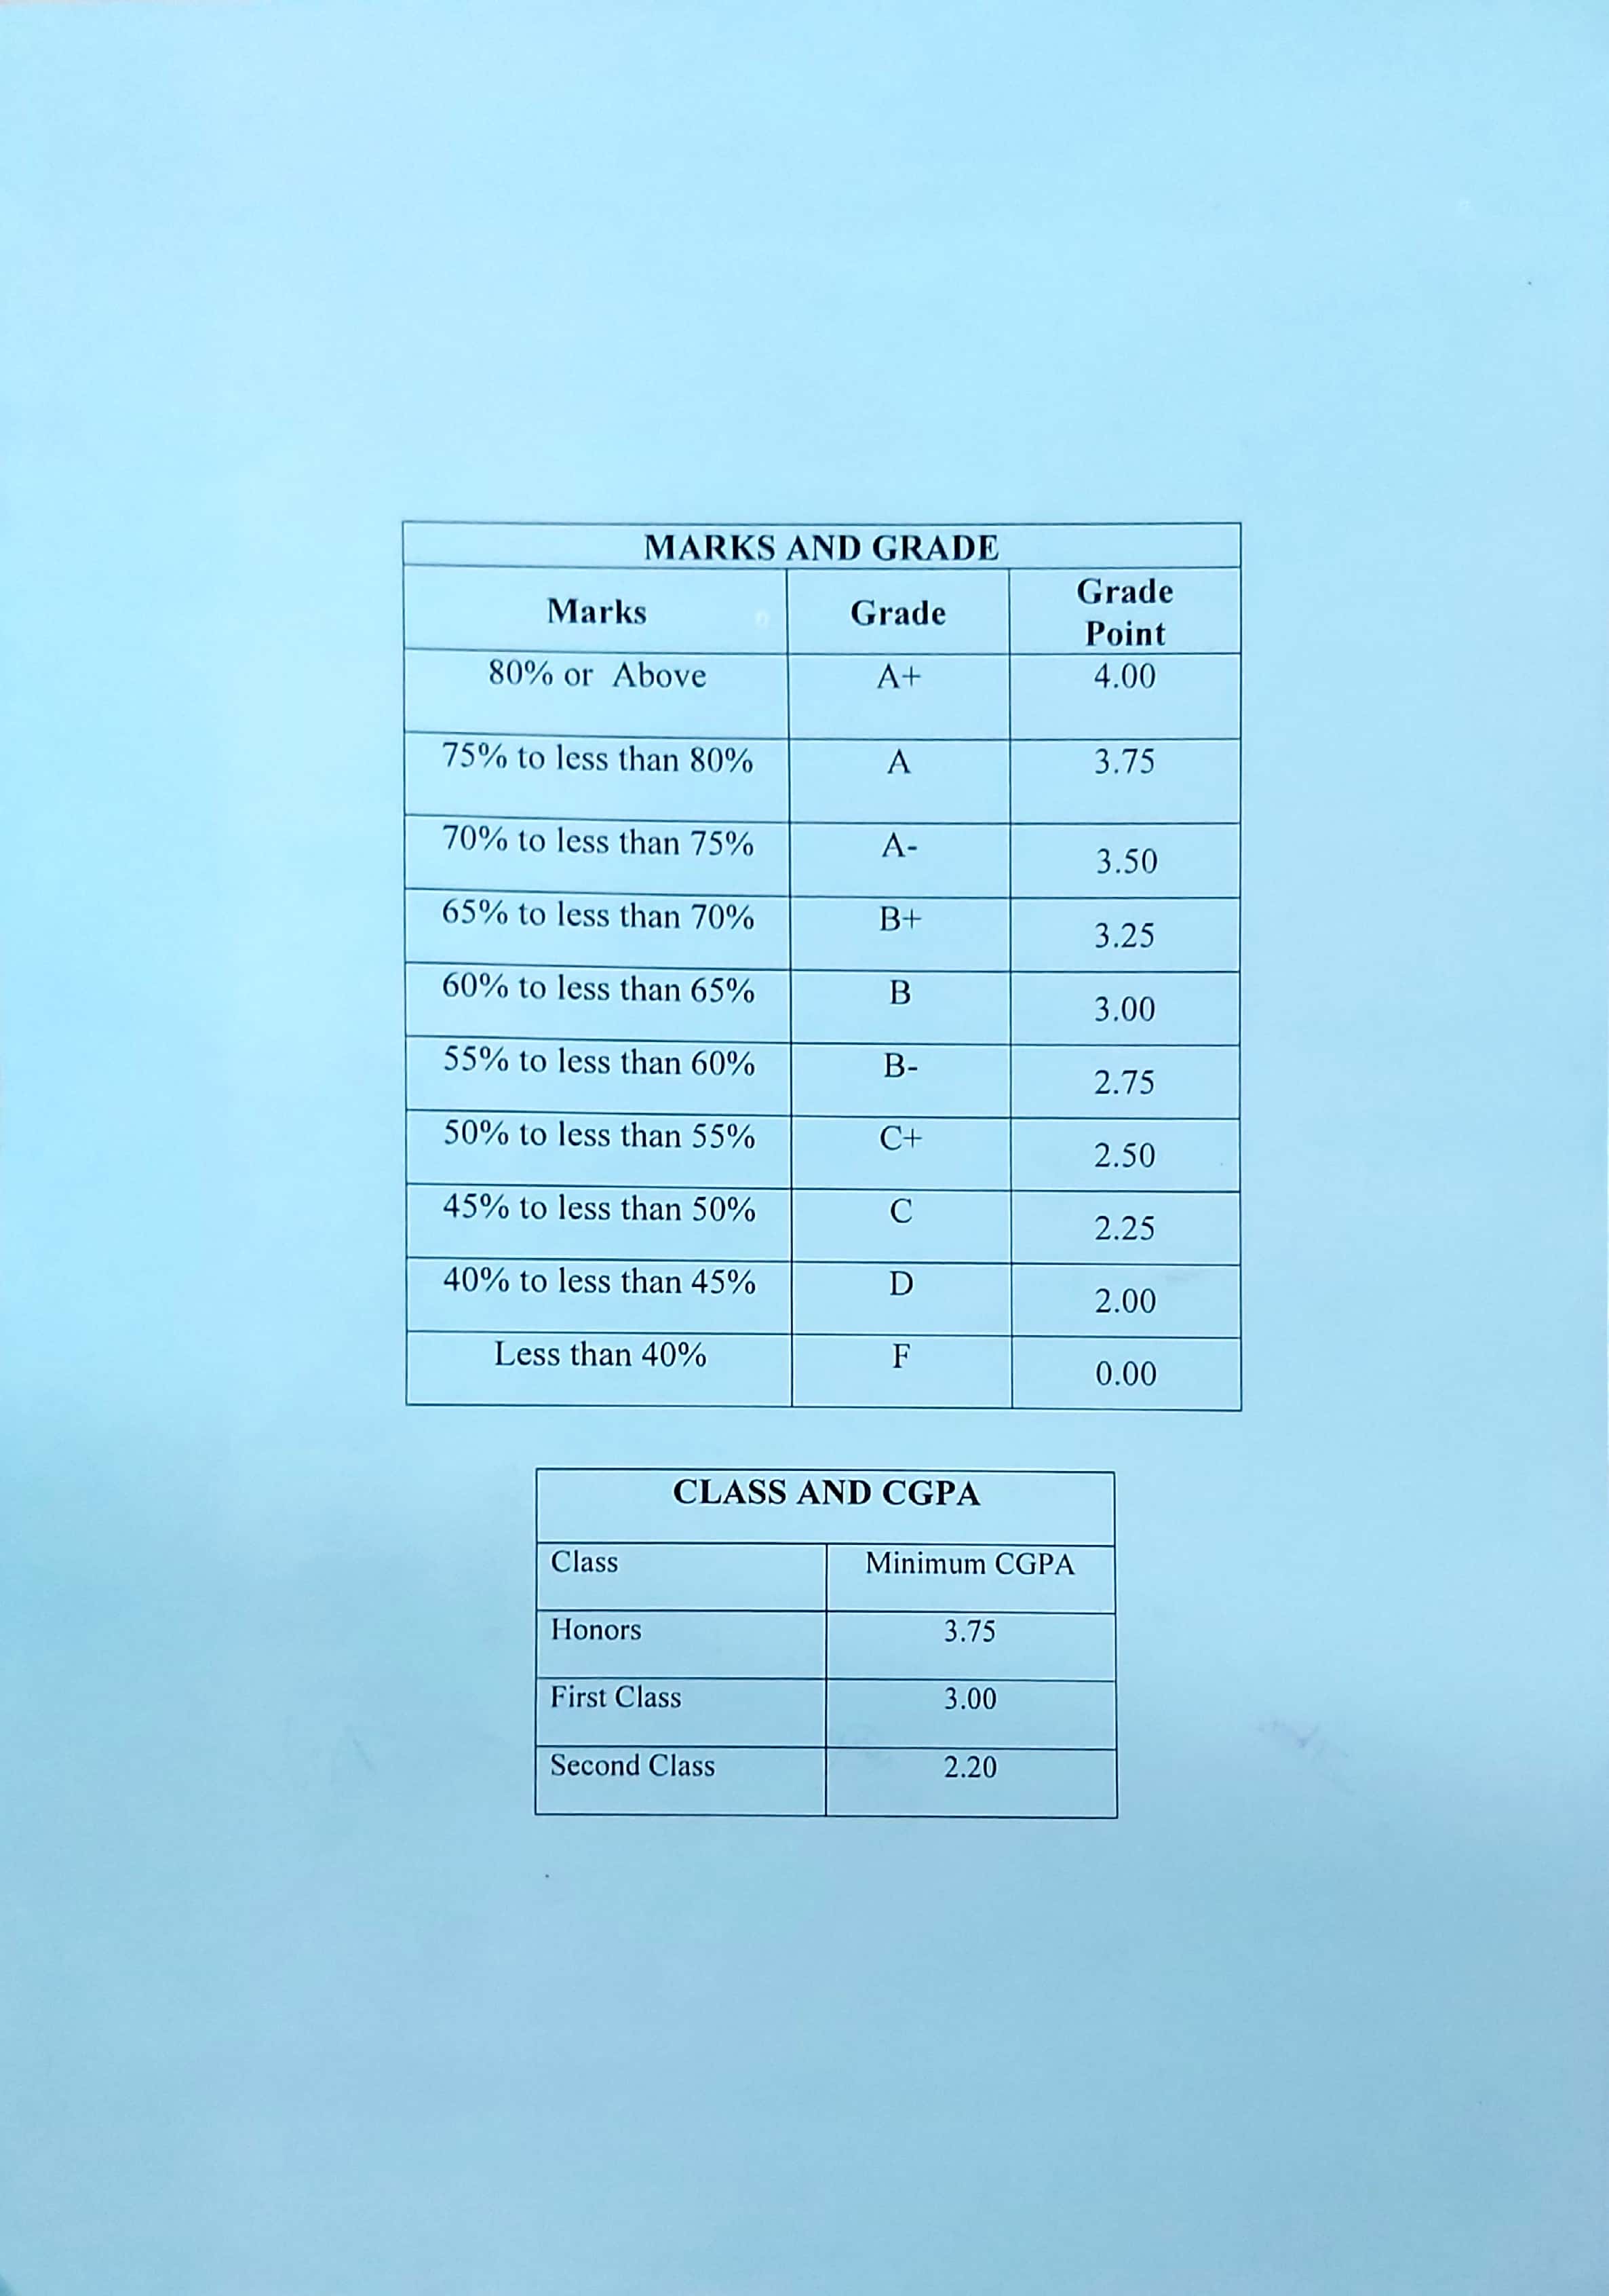 MARKS AND GRADE
Marks Grade Grade Point
80% or Above A+ 4.00
75% to less than 80% A 3.75
70% to less than 75% A- 3.50
65% to less than 70% B+ 3.25
60% to less than 65% B 3.00
55% to less than 60% B- 2.75
50% to less than 55% C+ 2.50
45% to less than 50% C 2.25
40% to less than 45% D 2.00
Less than 40% F 0.00
CLASS AND CGPA
Class Minimum CGPA
Honors 3.75
First Class 3.00
Second Class 2.20